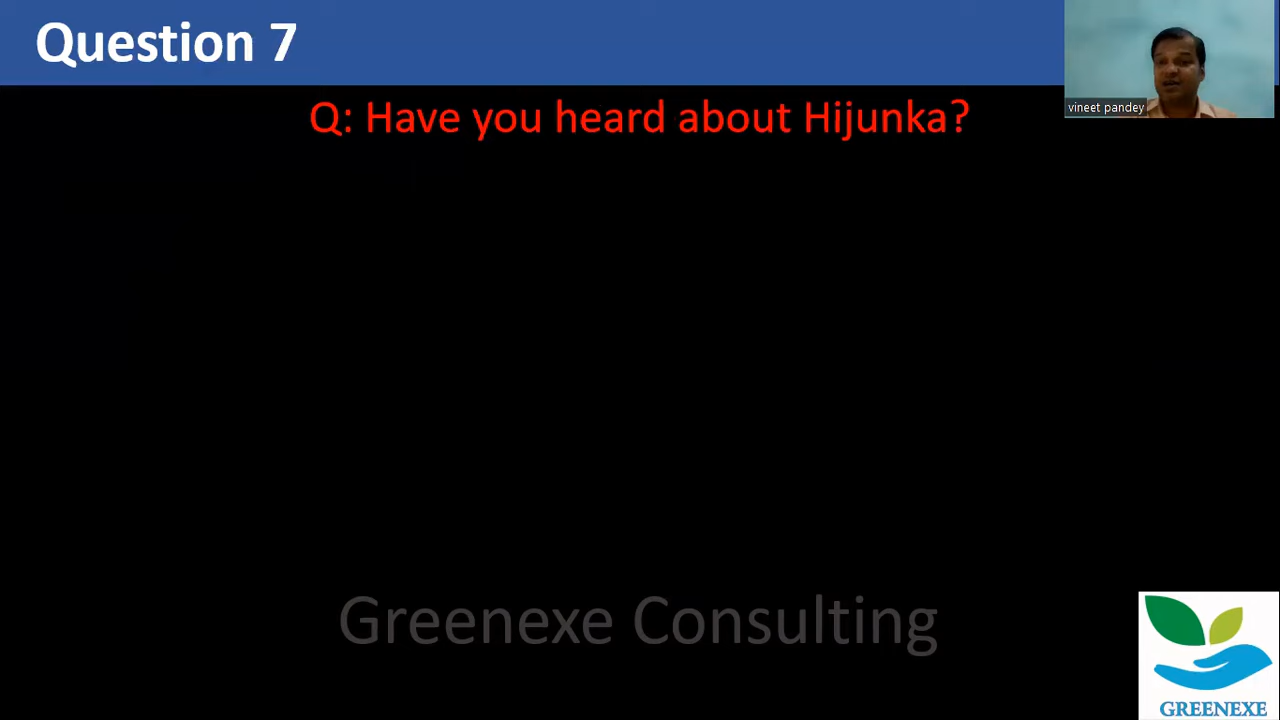 Question 7
vineet pandey
Q: Have you heard about Hijunka?
Greenexe Consulting
GREENEXE